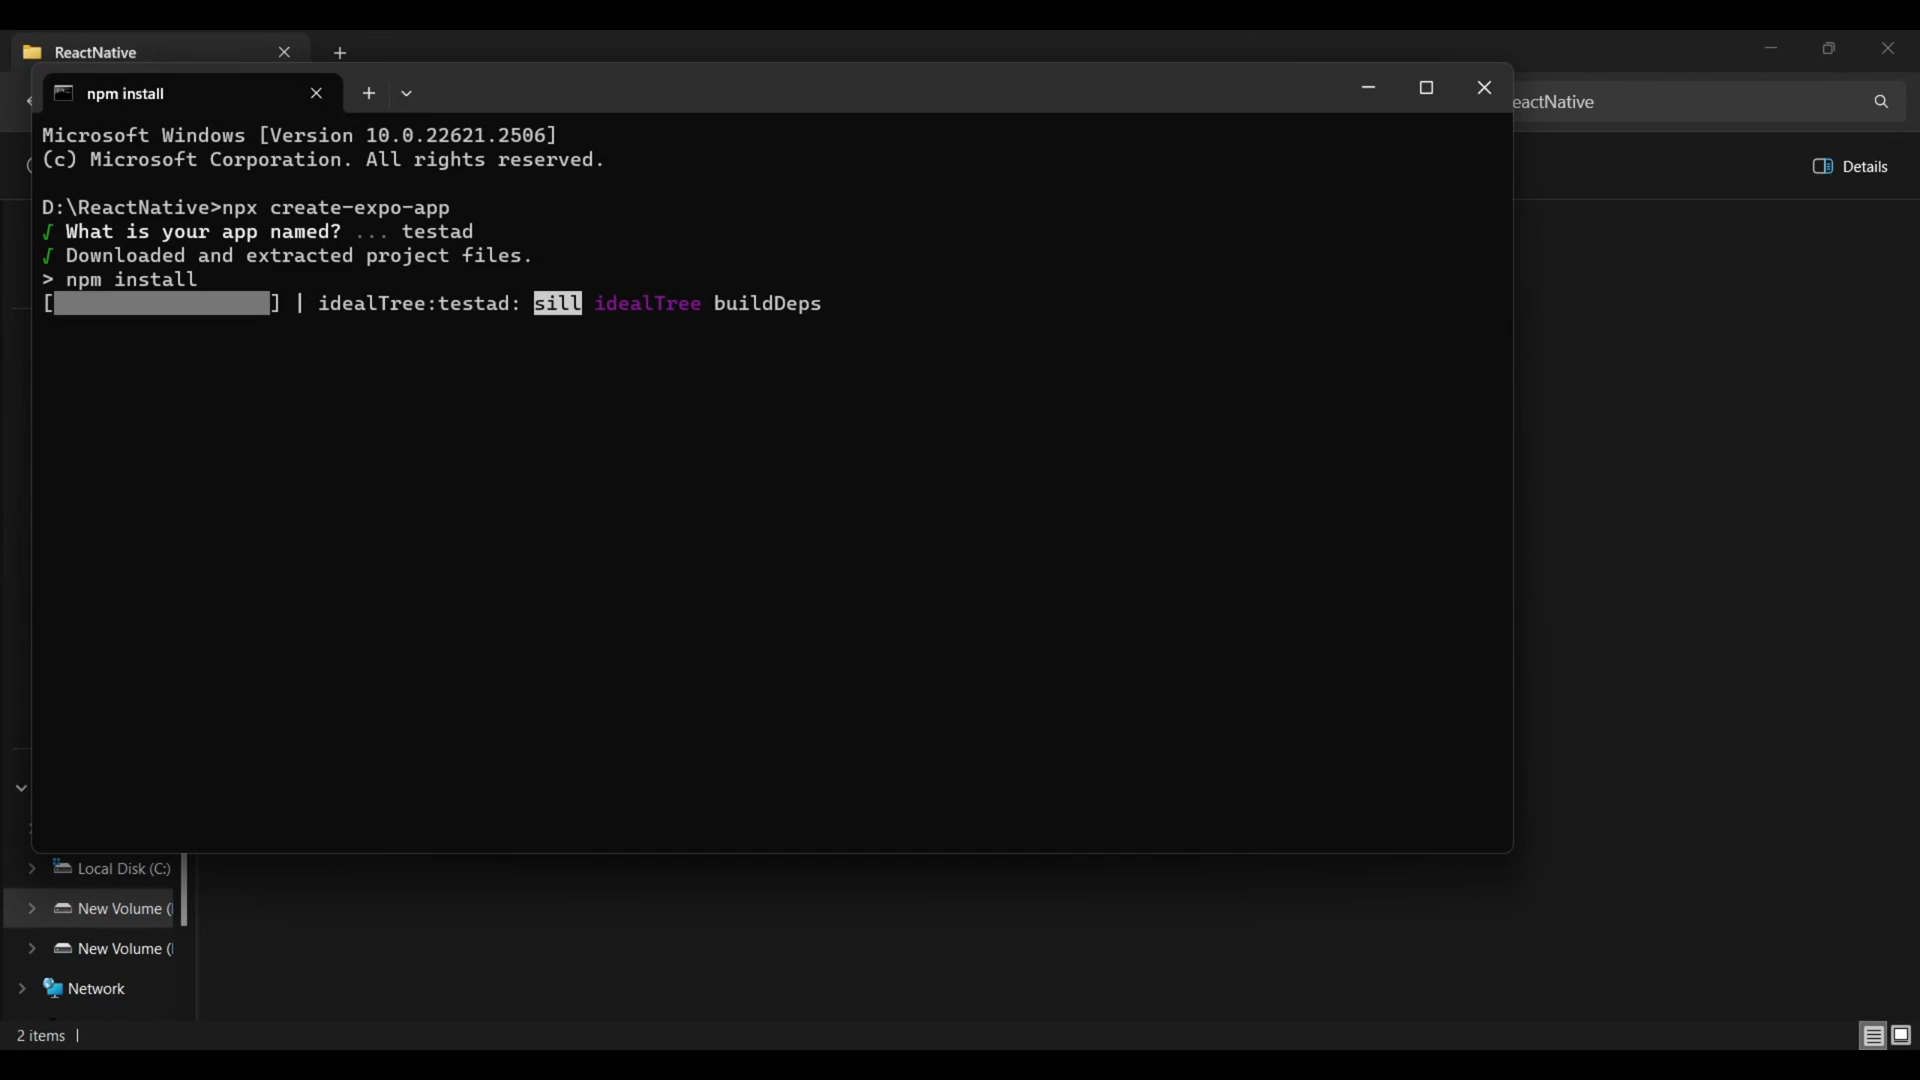 ReactNative
npm install
eactNative
Details
Microsoft Windows [Version 10.0.22621.2506]
(c) Microsoft Corporation. All rights reserved.
D:\ReactNative>npx create-expo-app
√ What is your app named? ... testad
√ Downloaded and extracted project files.
> npm install
[                  ] | idealTree:testad: sill idealTree buildDeps
Local Disk (C:)
New Volume (
New Volume (
Network
2 items